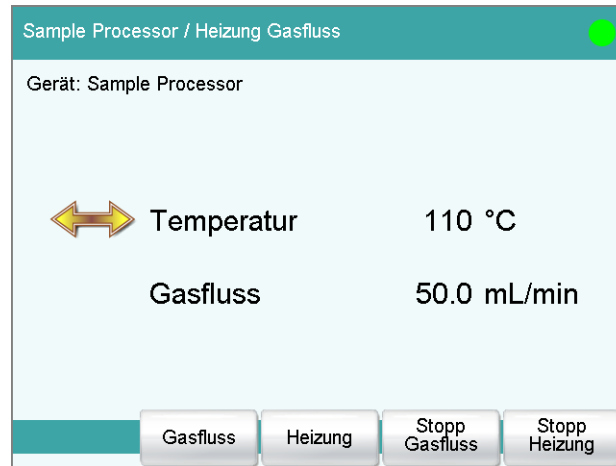 Sample Processor / Heizung Gasfluss
Gerät: Sample Processor
Temperatur 110 °C
Gasfluss 50.0 mL/min
Gasfluss Heizung Stopp Gasfluss Stopp Heizung